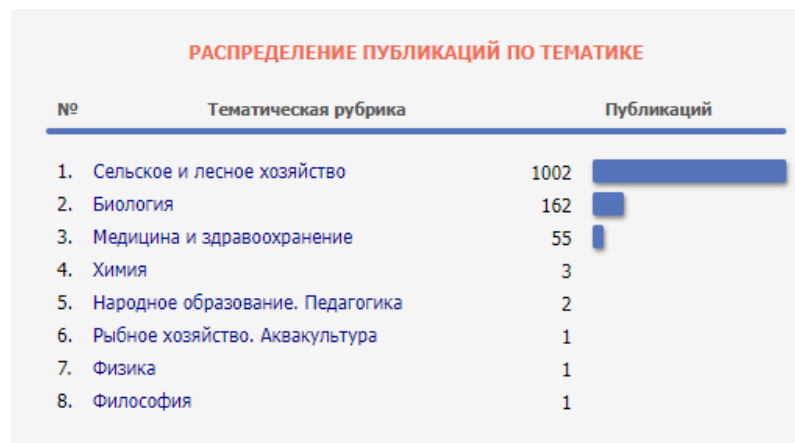 РАСПРЕДЕЛЕНИЕ ПУБЛИКАЦИЙ ПО ТЕМАТИКЕ
№ Тематическая рубрика Публикаций
1. Сельское и лесное хозяйство 1002
2. Биология 162
3. Медицина и здравоохранение 55
4. Химия 3
5. Народное образование. Педагогика 2
6. Рыбное хозяйство. Аквакультура 1
7. Физика 1
8. Философия 1